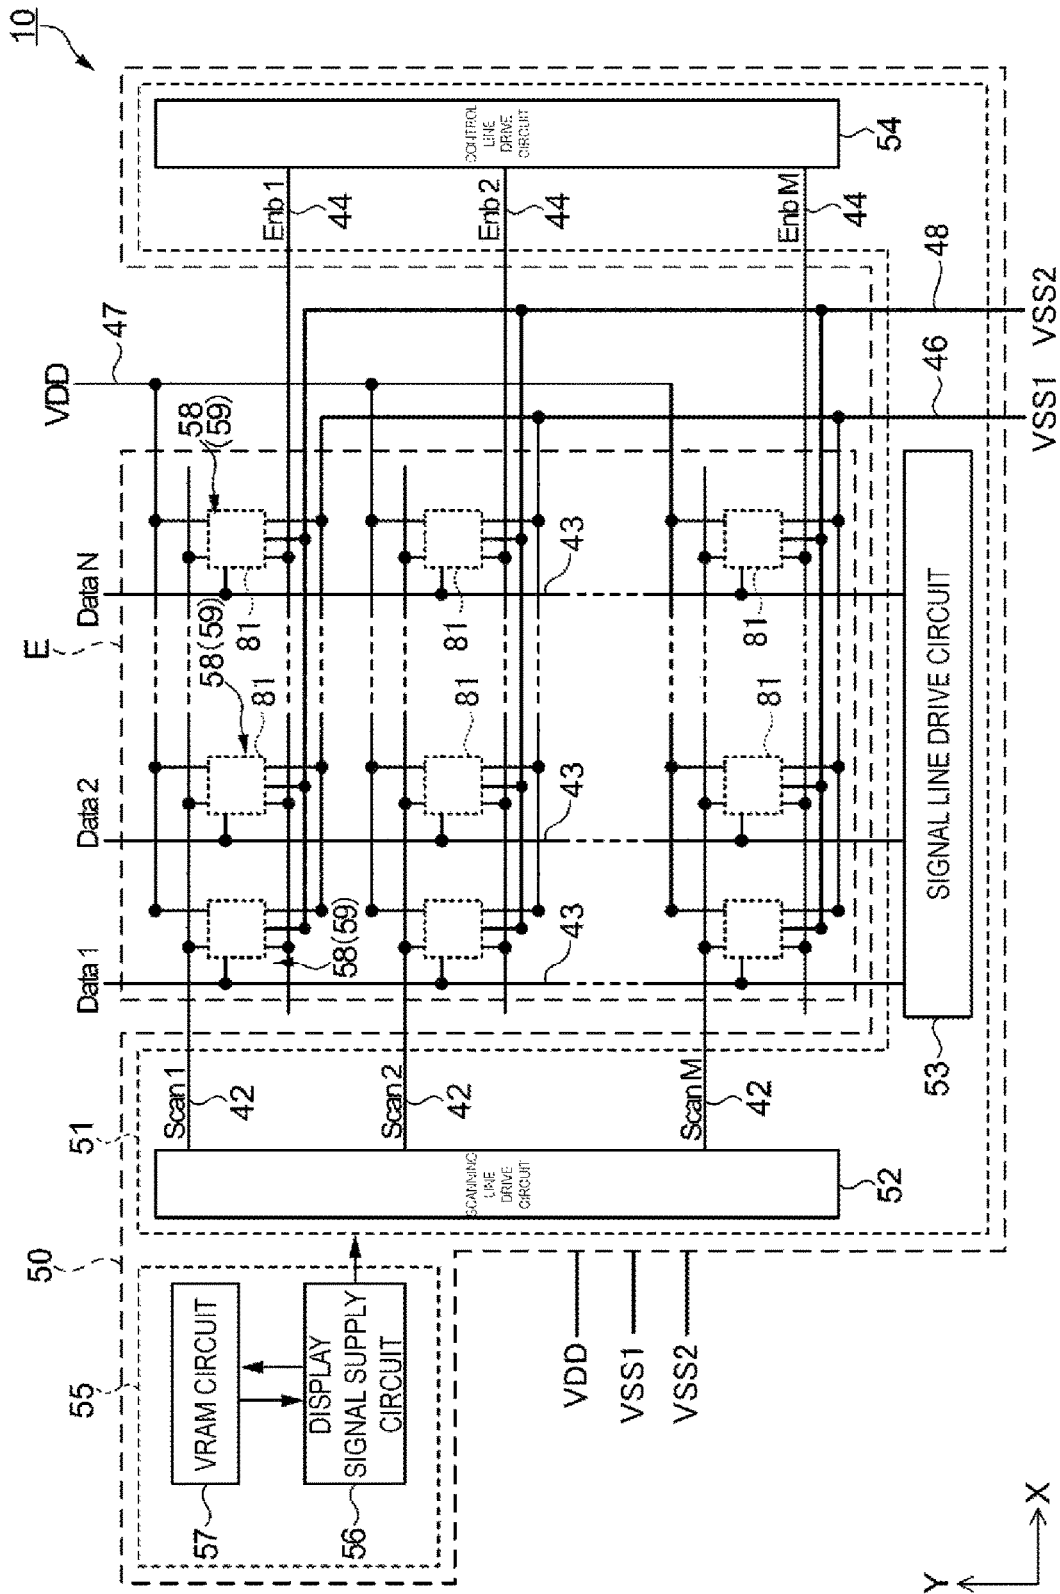 10
50
51
55
57
VRAM CIRCUIT
56
DISPLAY
SIGNAL SUPPLY
CIRCUIT
SCANNING
LINE
DRIVE
CIRCUIT
52
Scan 1
42
Scan 2
42
Scan M
42
E
Data 1
Data 2
Data N
58(59)
58(59)
58
(59)
81
81
81
81
81
81
43
43
43
VDD
47
Enb 1
44
Enb 2
44
Enb M
44
CONTROL
LINE
DRIVE
CIRCUIT
54
SIGNAL LINE DRIVE CIRCUIT
53
46
48
VSS1
VSS2
VDD
VSS1
VSS2
Y
X